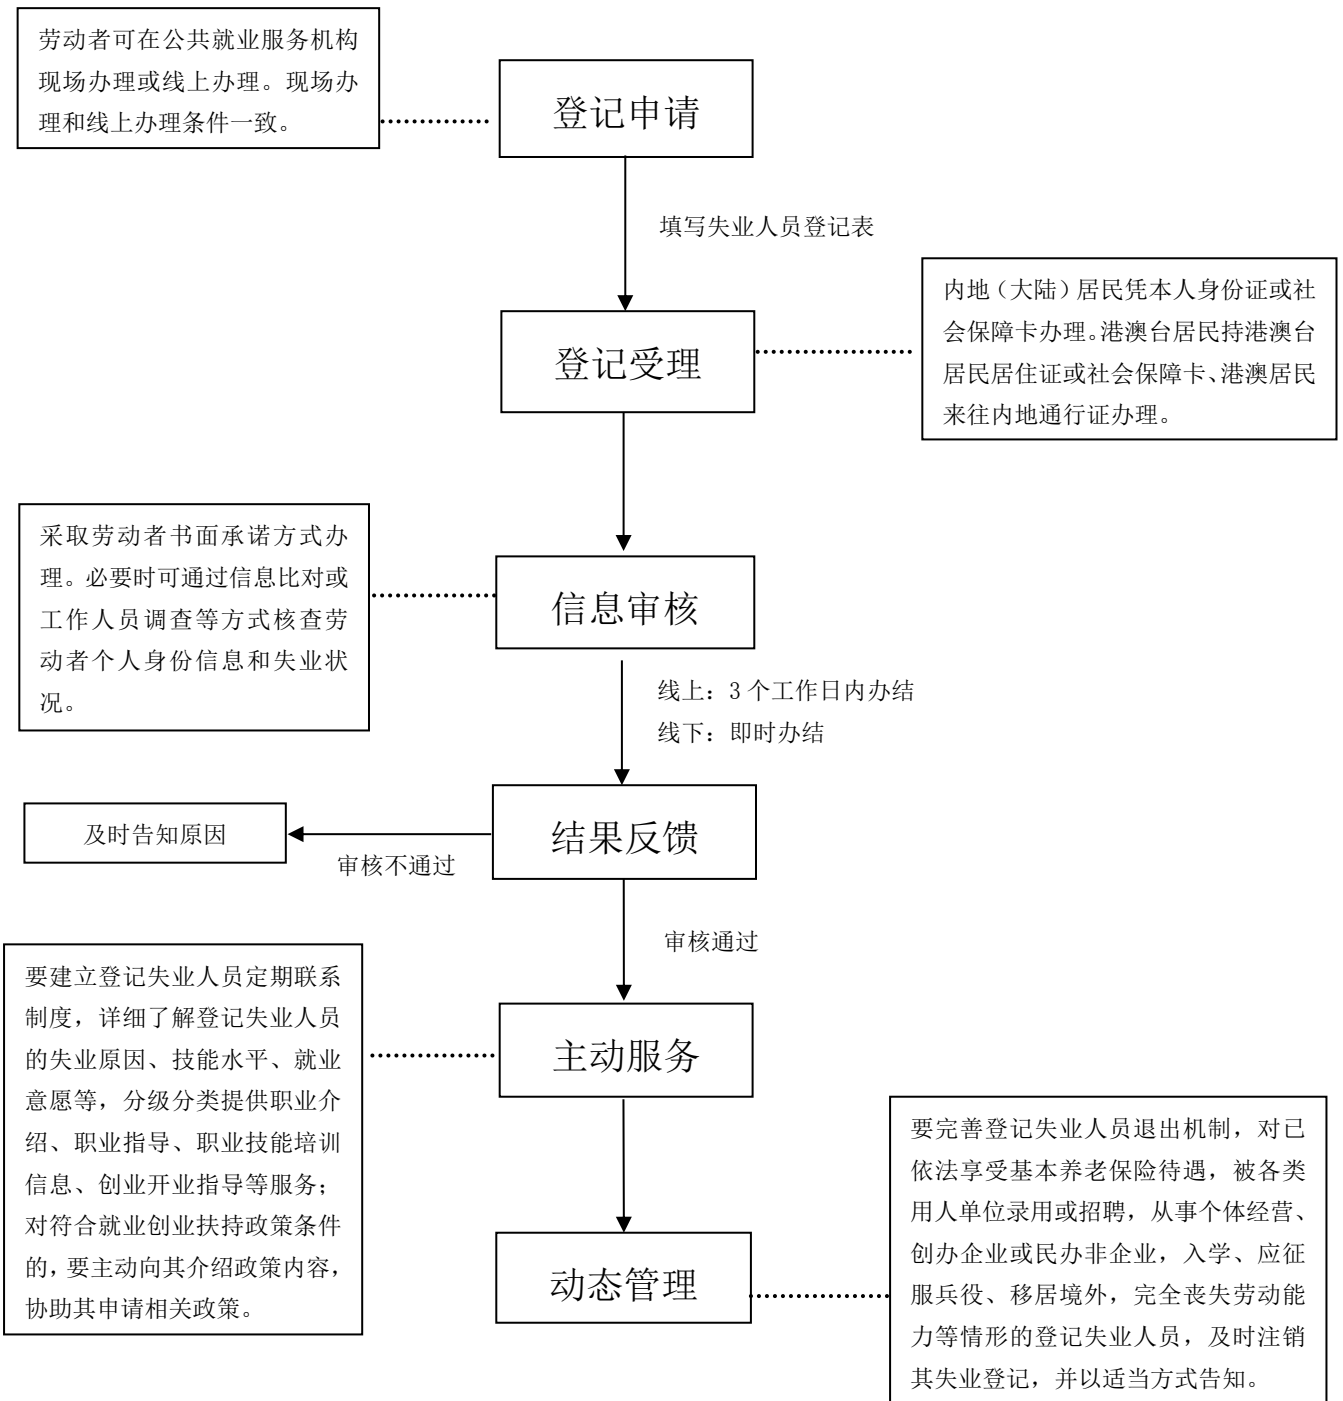 劳动者可在公共就业服务机构
现场办理或线上办理。现场办
理和线上办理条件一致。
登记申请
填写失业人员登记表
内地（大陆）居民凭本人身份证或社
会保障卡办理。港澳台居民持港澳台
居民居住证或社会保障卡、港澳居民
来往内地通行证办理。
登记受理
采取劳动者书面承诺方式办
理。必要时可通过信息比对或
工作人员调查等方式核查劳
动者个人身份信息和失业状
况。
信息审核
线上：3 个工作日内办结
线下：即时办结
结果反馈
及时告知原因
审核不通过
审核通过
要建立登记失业人员定期联系
制度，详细了解登记失业人员
的失业原因、技能水平、就业
意愿等，分级分类提供职业介
绍、职业指导、职业技能培训
信息、创业开业指导等服务；
对符合就业创业扶持政策条件
的，要主动向其介绍政策内容，
协助其申请相关政策。
主动服务
要完善登记失业人员退出机制，对已
依法享受基本养老保险待遇，被各类
用人单位录用或招聘，从事个体经营、
创办企业或民办非企业，入学、应征
服兵役、移居境外，完全丧失劳动能
力等情形的登记失业人员，及时注销
其失业登记，并以适当方式告知。
动态管理